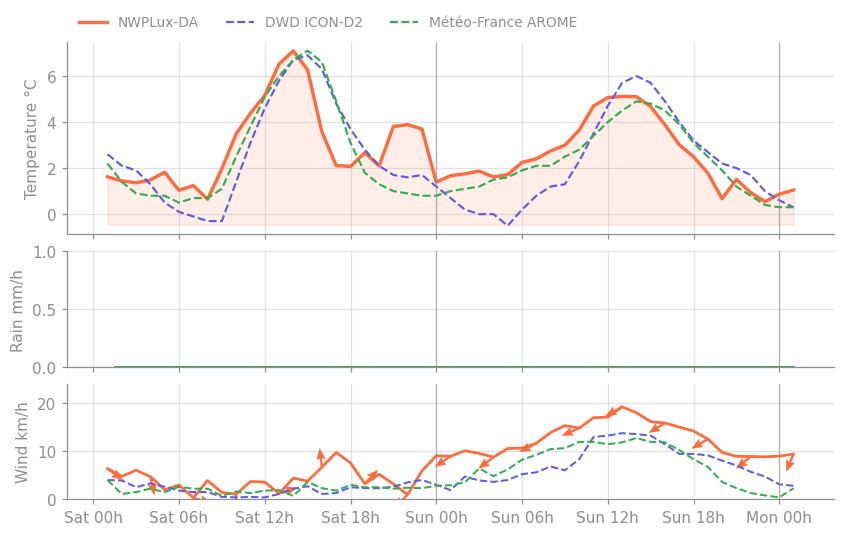 NWPLux-DA DWD ICON-D2 Météo-France AROME
Temperature °C
6
4
2
0
Rain mm/h
1.0
0.5
0.0
Wind km/h
20
10
0
Sat 00h Sat 06h Sat 12h Sat 18h Sun 00h Sun 06h Sun 12h Sun 18h Mon 00h